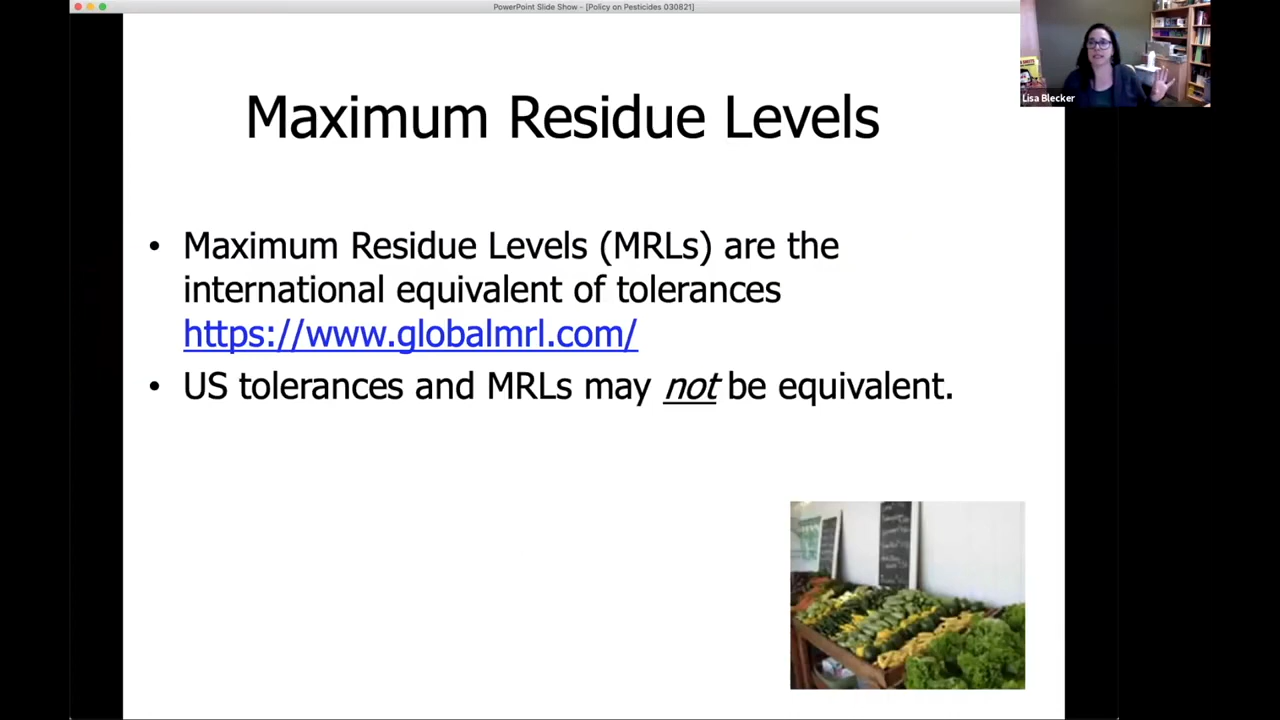 PowerPoint Slide Show - [Policy on Pesticides 030821]
Lisa Blecker
Maximum Residue Levels
• Maximum Residue Levels (MRLs) are the
international equivalent of tolerances
https://www.globalmrl.com/
• US tolerances and MRLs may not be equivalent.